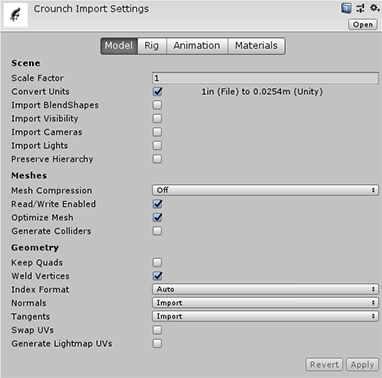 Crounch Import Settings
Open
Model Rig Animation Materials
Scene
Scale Factor 1
Convert Units 1in (File) to 0.0254m (Unity)
Import BlendShapes
Import Visibility
Import Cameras
Import Lights
Preserve Hierarchy
Meshes
Mesh Compression Off
Read/Write Enabled
Optimize Mesh
Generate Colliders
Geometry
Keep Quads
Weld Vertices
Index Format Auto
Normals Import
Tangents Import
Swap UVs
Generate Lightmap UVs
Revert Apply